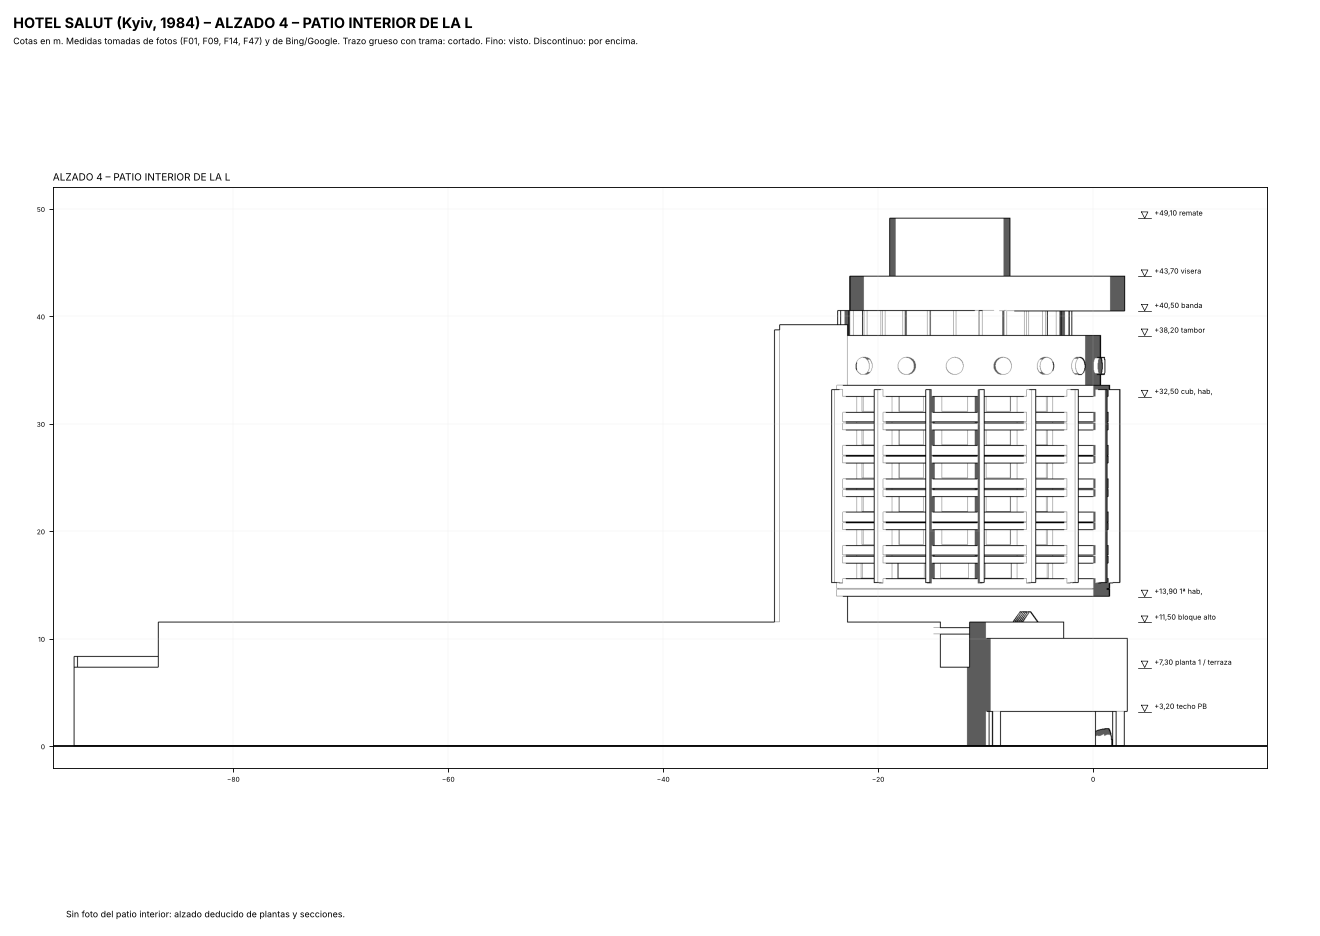 HOTEL SALUT (Kyiv, 1984) – ALZADO 4 – PATIO INTERIOR DE LA L
Cotas en m. Medidas tomadas de fotos (F01, F09, F14, F47) y de Bing/Google. Trazo grueso con trama: cortado. Fino: visto. Discontinuo: por encima.
ALZADO 4 – PATIO INTERIOR DE LA L
50
+49,10 remate
+43,70 visera
+40,50 banda
40
+38,20 tambor
+32,50 cub, hab,
30
20
+13,90 1ª hab,
+11,50 bloque alto
10
+7,30 planta 1 / terraza
+3,20 techo PB
0
−80
−60
−40
−20
0
Sin foto del patio interior: alzado deducido de plantas y secciones.